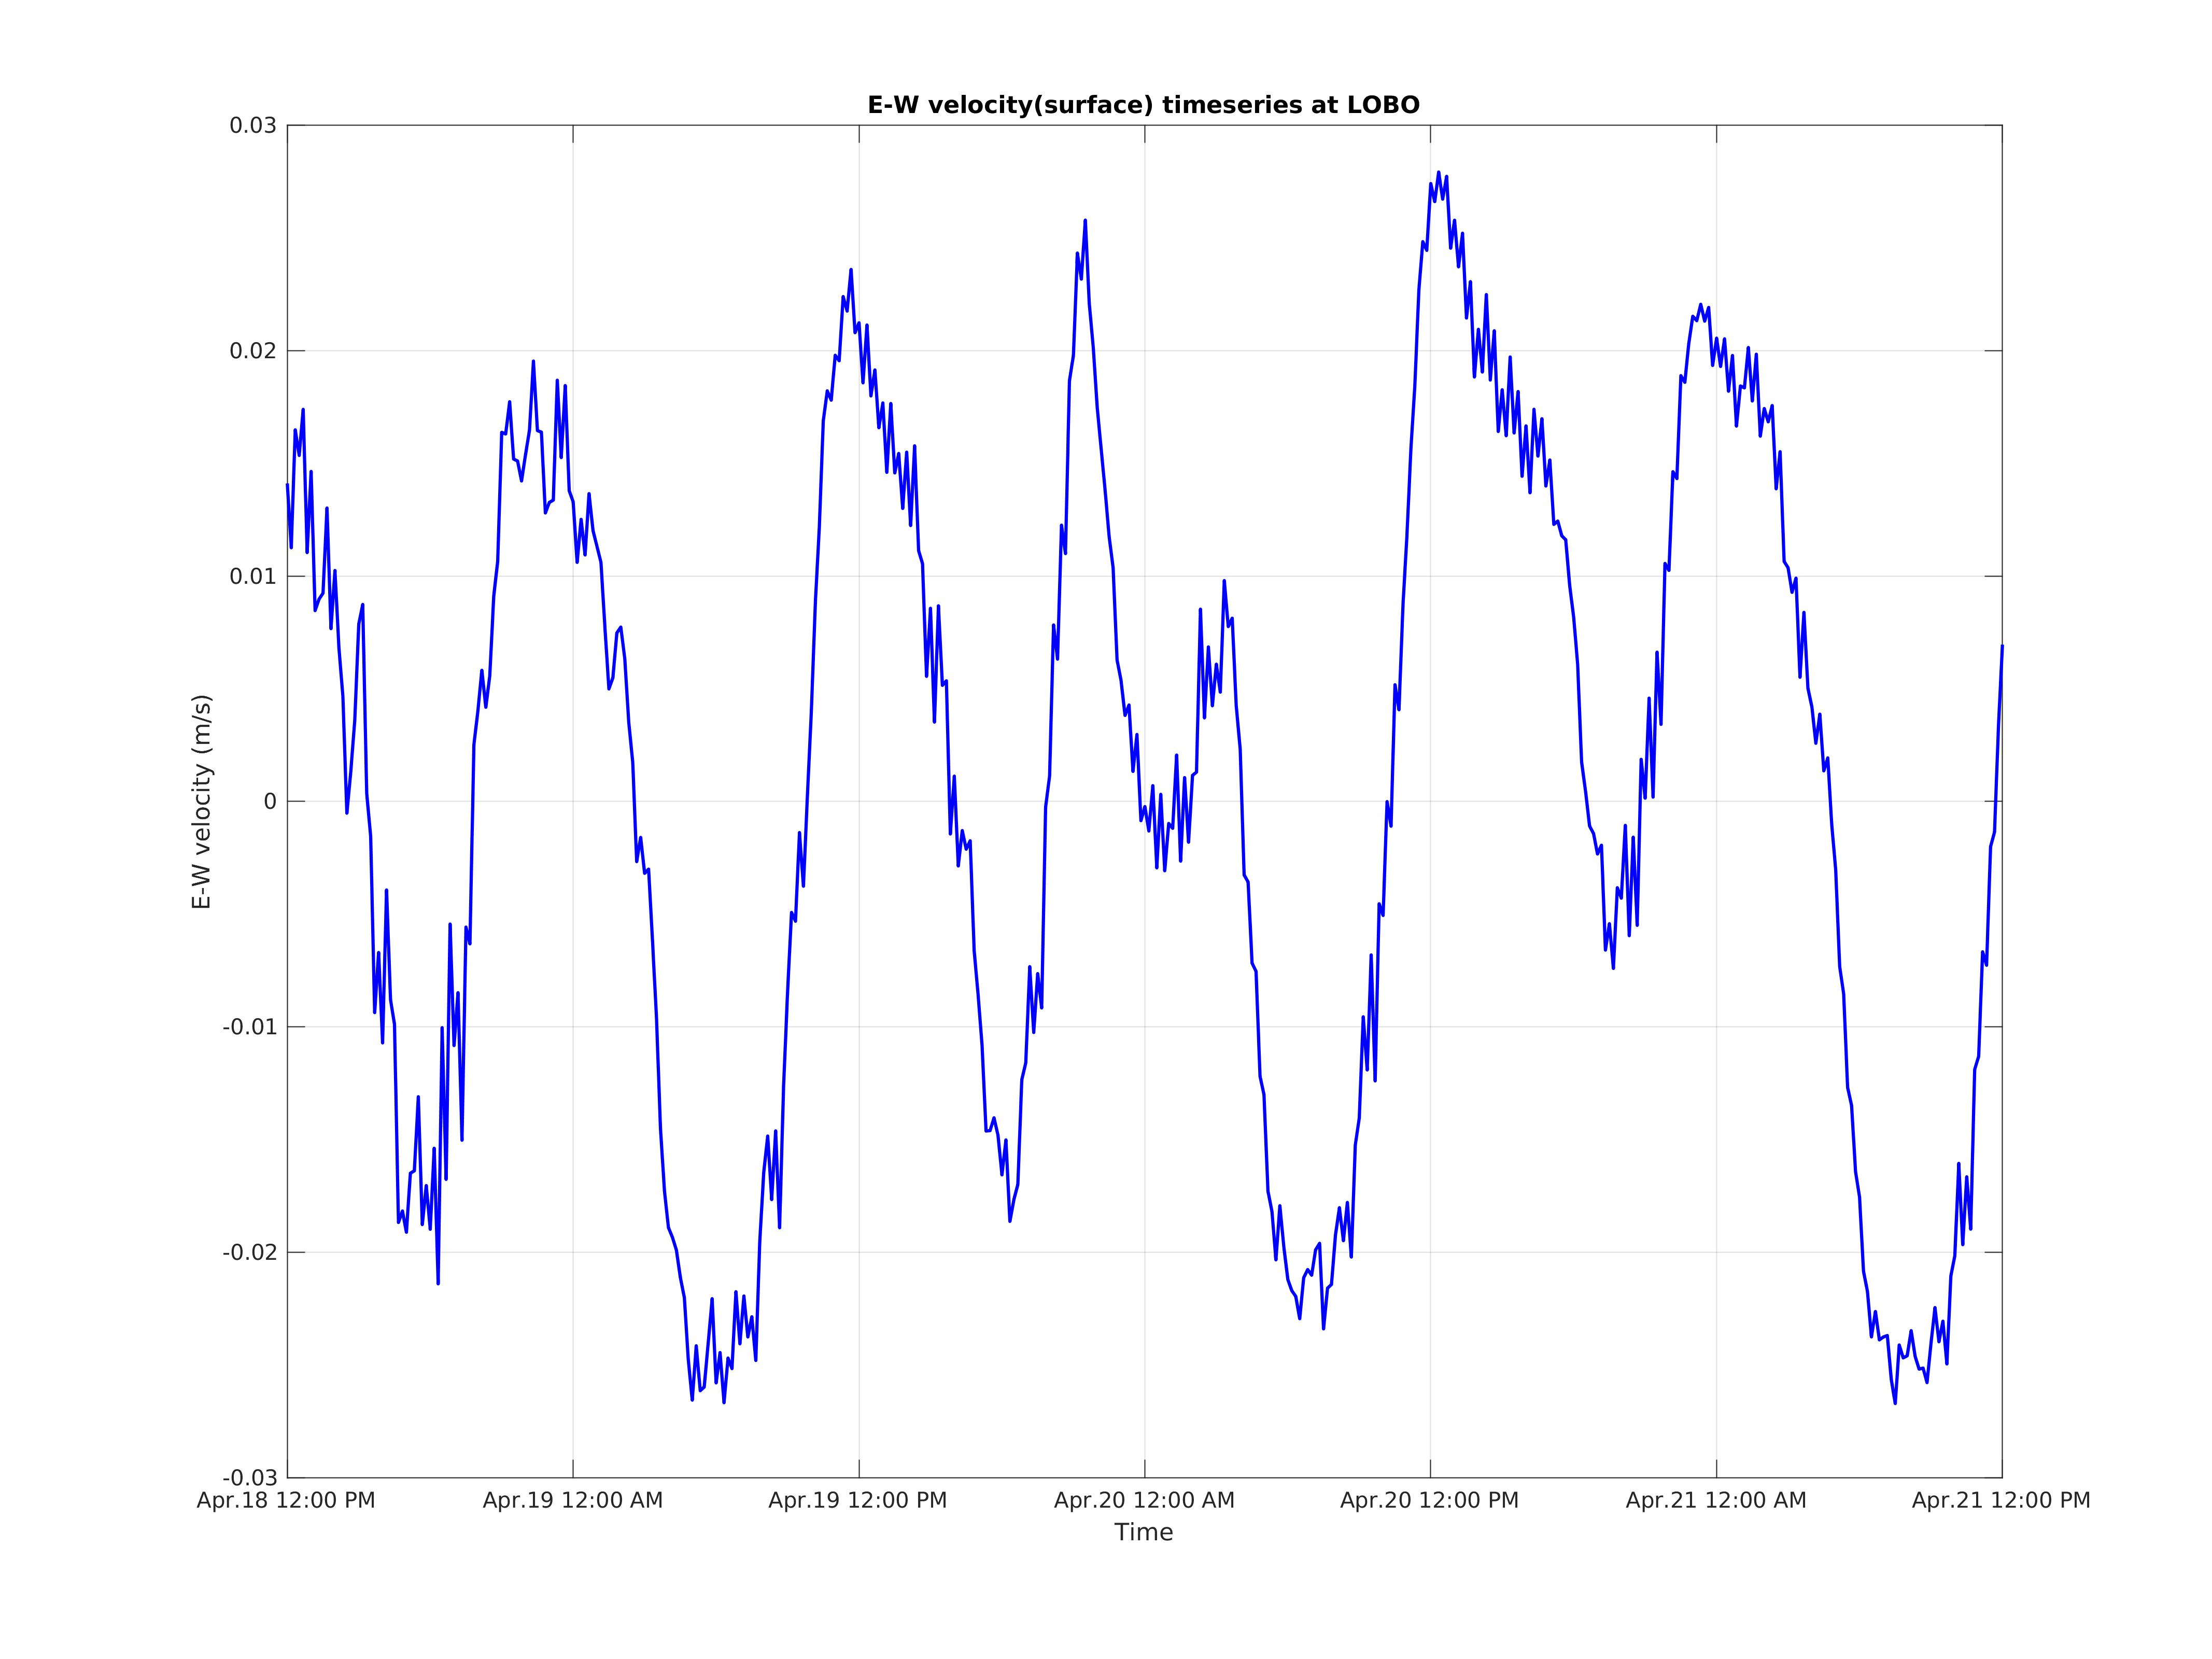 E-W velocity(surface) timeseries at LOBO
0.03
0.02
0.01
0
-0.01
-0.02
-0.03
E-W velocity (m/s)
Apr.18 12:00 PM Apr.19 12:00 AM Apr.19 12:00 PM Apr.20 12:00 AM Apr.20 12:00 PM Apr.21 12:00 AM Apr.21 12:00 PM
Time